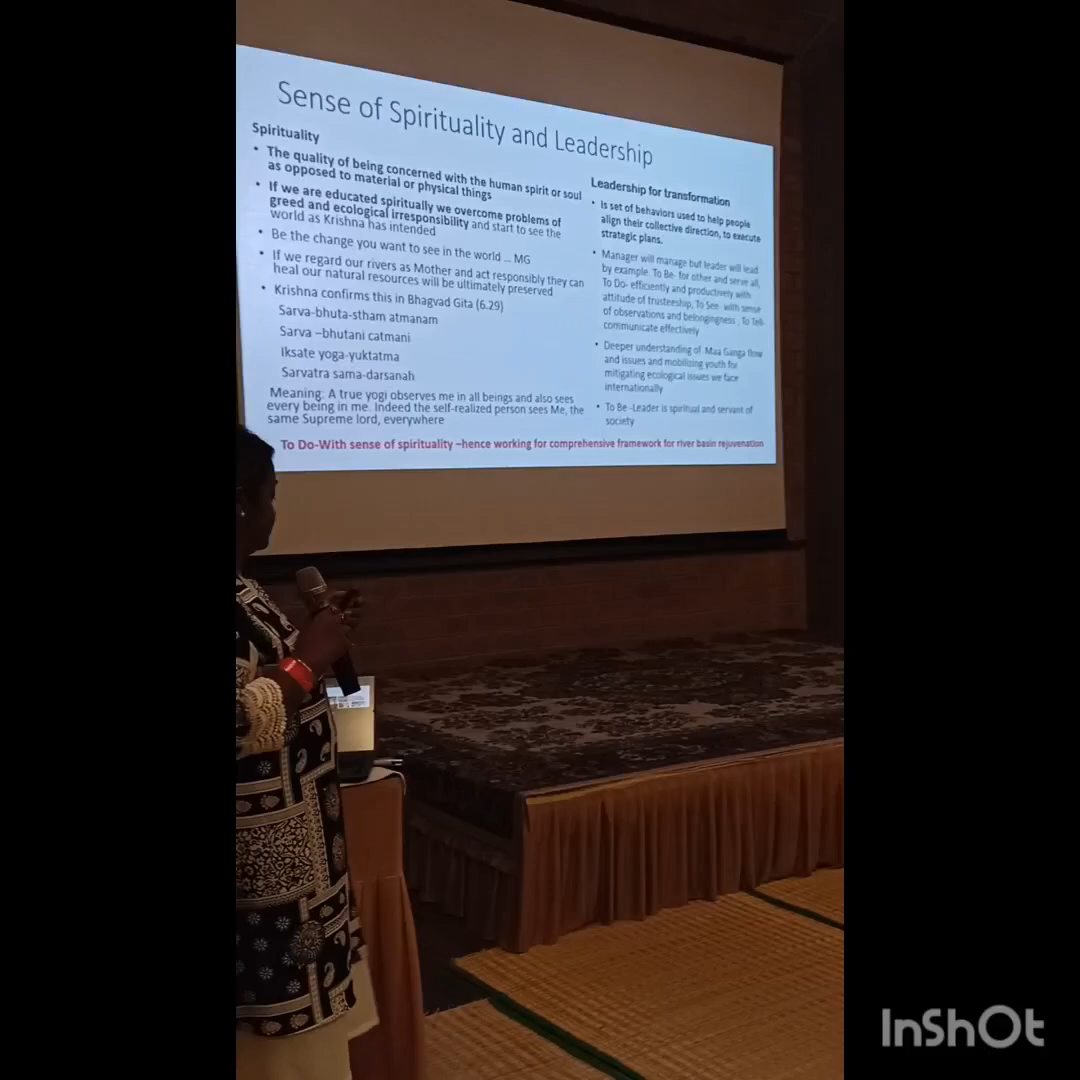 Sense of Spirituality and Leadership
Spirituality
• The quality of being concerned with the human spirit or soul
as opposed to material or physical things
• If we are educated spiritually we overcome problems of
greed and ecological irresponsibility and start to see the
world as Krishna has intended
• Be the change you want to see in the world ... MG
• If we regard our rivers as Mother and act responsibly they can
heal our natural resources will be ultimately preserved
• Krishna confirms this in Bhagvad Gita (6.29)
Sarva-bhuta-stham atmanam
Sarva –bhutani catmani
Iksate yoga-yuktatma
Sarvatra sama-darsanah
Meaning: A true yogi observes me in all beings and also sees
every being in me. Indeed the self-realized person sees Me, the
same Supreme lord, everywhere
Leadership for transformation
• Is set of behaviors used to help people
align their collective direction, to execute
strategic plans.
• Manager will manage but leader will lead
by example. To Be- for other and serve all,
To Do- efficiently and productively with
attitude of trusteeship, To See- with sense
of observations and belongingness , To Tell-
communicate effectively
• Deeper understanding of Maa Ganga flow
and issues and mobilizing youth for
mitigating ecological issues we face
internationally
• To Be -Leader is spiritual and servant of
society
To Do-With sense of spirituality –hence working for comprehensive framework for river basin rejuvenation
InShOt